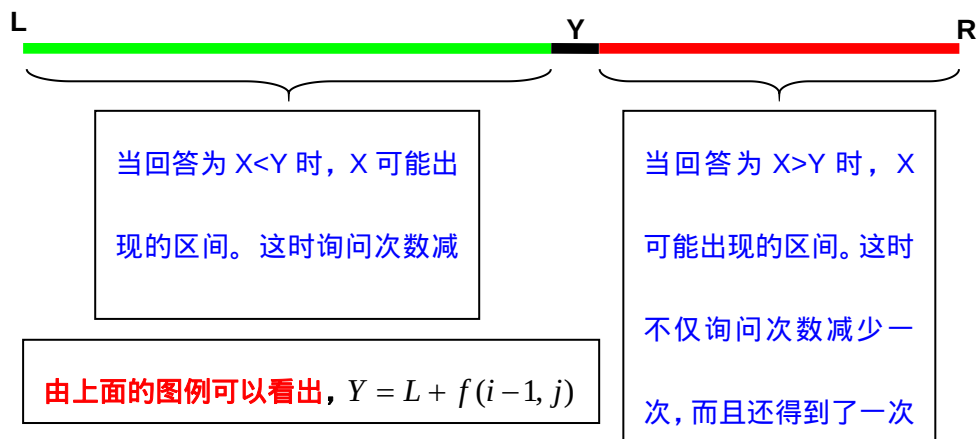 L Y R
当回答为 X<Y 时，X 可能出
现的区间。这时询问次数减
当回答为 X>Y 时，X
可能出现的区间。这时
不仅询问次数减少一
次，而且还得到了一次
由上面的图例可以看出，Y = L + f (i −1, j)